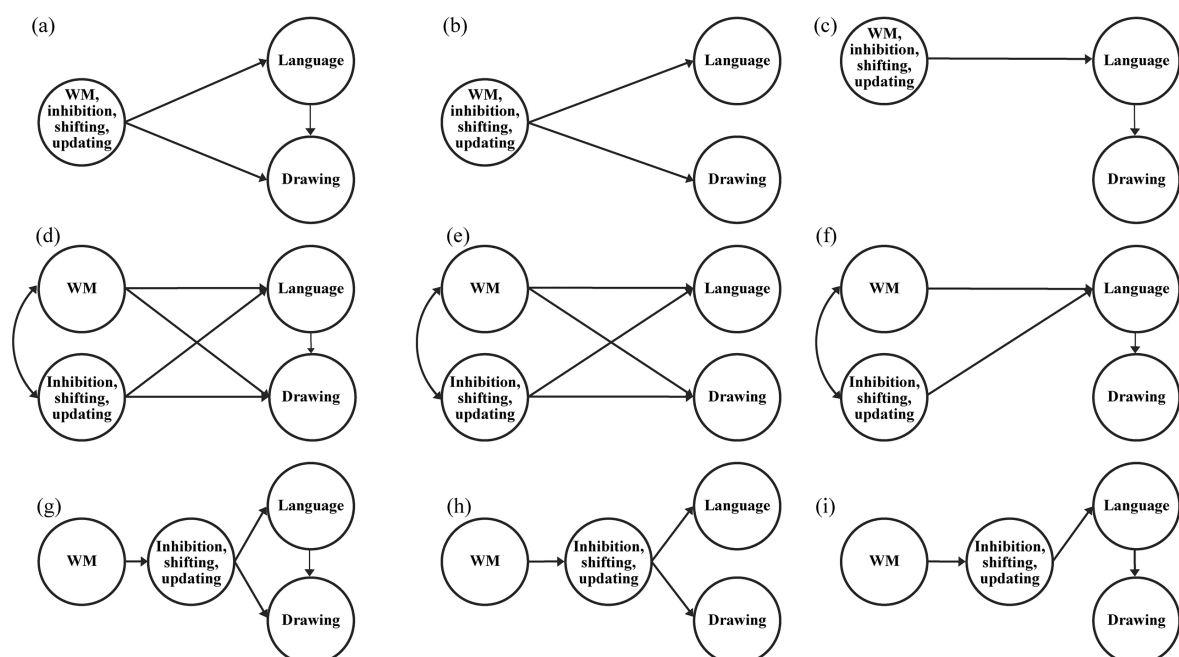 (a)
WM,
inhibition,
shifting,
updating
Language
Drawing
(b)
WM,
inhibition,
shifting,
updating
Language
Drawing
(c)
WM,
inhibition,
shifting,
updating
Language
Drawing
(d)
WM
Inhibition,
shifting,
updating
Language
Drawing
(e)
WM
Inhibition,
shifting,
updating
Language
Drawing
(f)
WM
Inhibition,
shifting,
updating
Language
Drawing
(g)
WM
Inhibition,
shifting,
updating
Language
Drawing
(h)
WM
Inhibition,
shifting,
updating
Language
Drawing
(i)
WM
Inhibition,
shifting,
updating
Language
Drawing